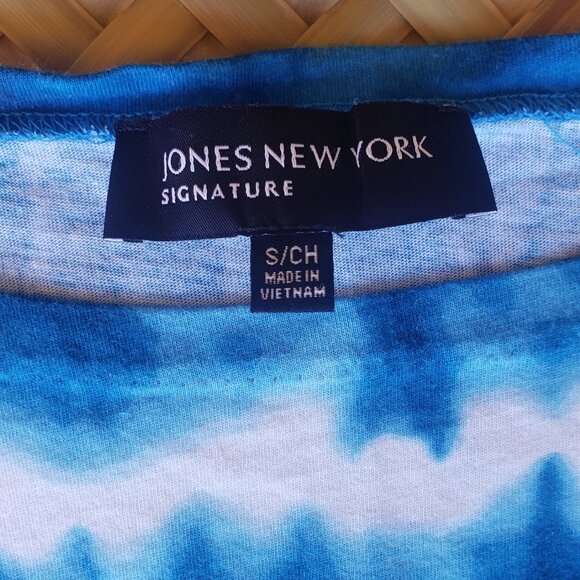 JONES NEW YORK
SIGNATURE
S/CH
MADE IN
VIETNAM